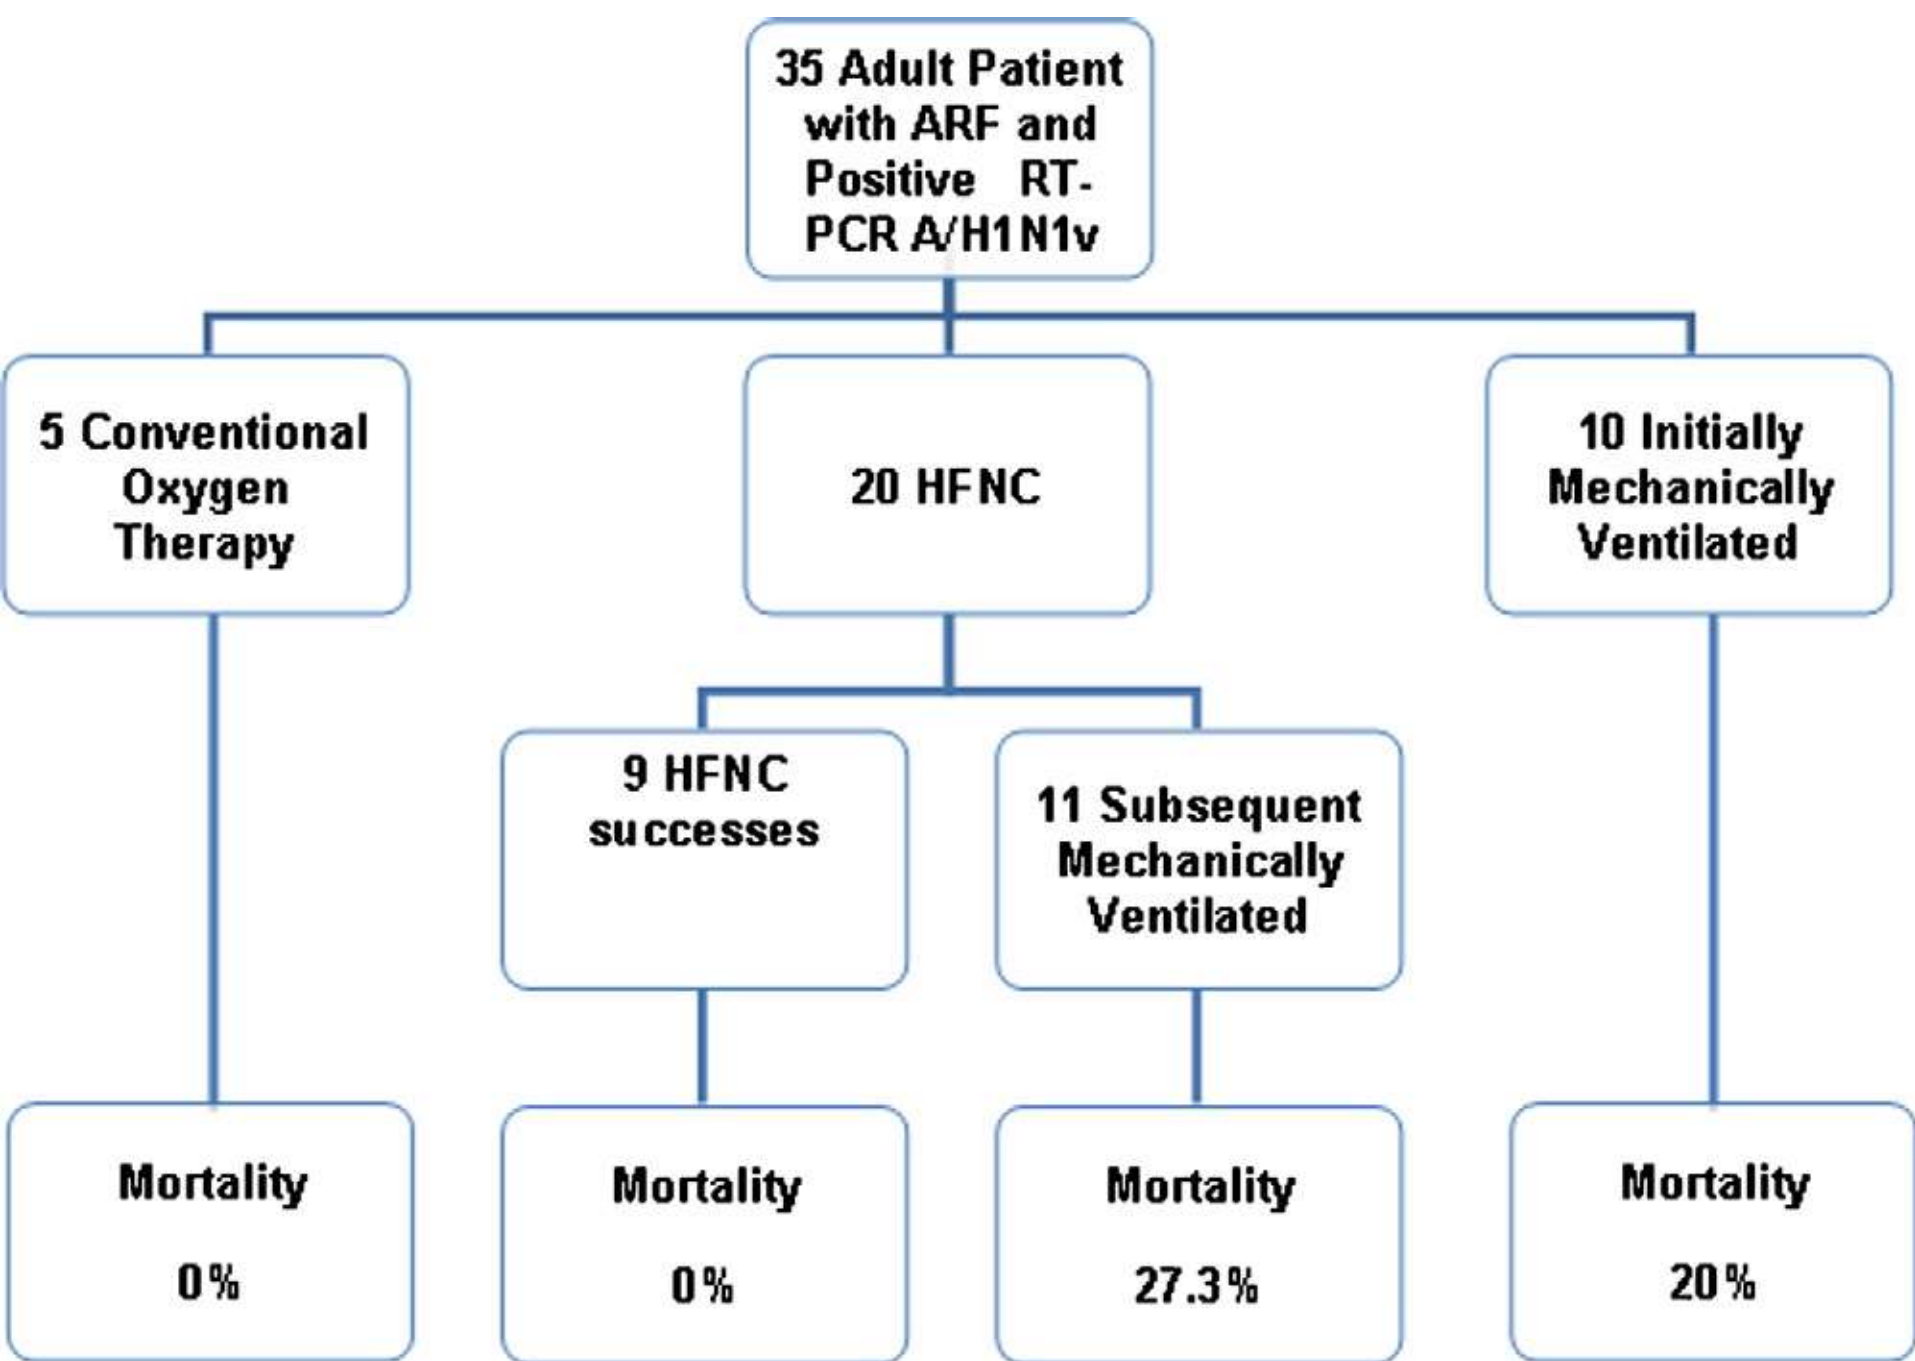 35 Adult Patient
with ARF and
Positive RT-
PCR A/H1N1v
5 Conventional
Oxygen
Therapy
20 HFNC
10 Initially
Mechanically
Ventilated
9 HFNC
successes
11 Subsequent
Mechanically
Ventilated
Mortality
0%
Mortality
0%
Mortality
27.3%
Mortality
20%